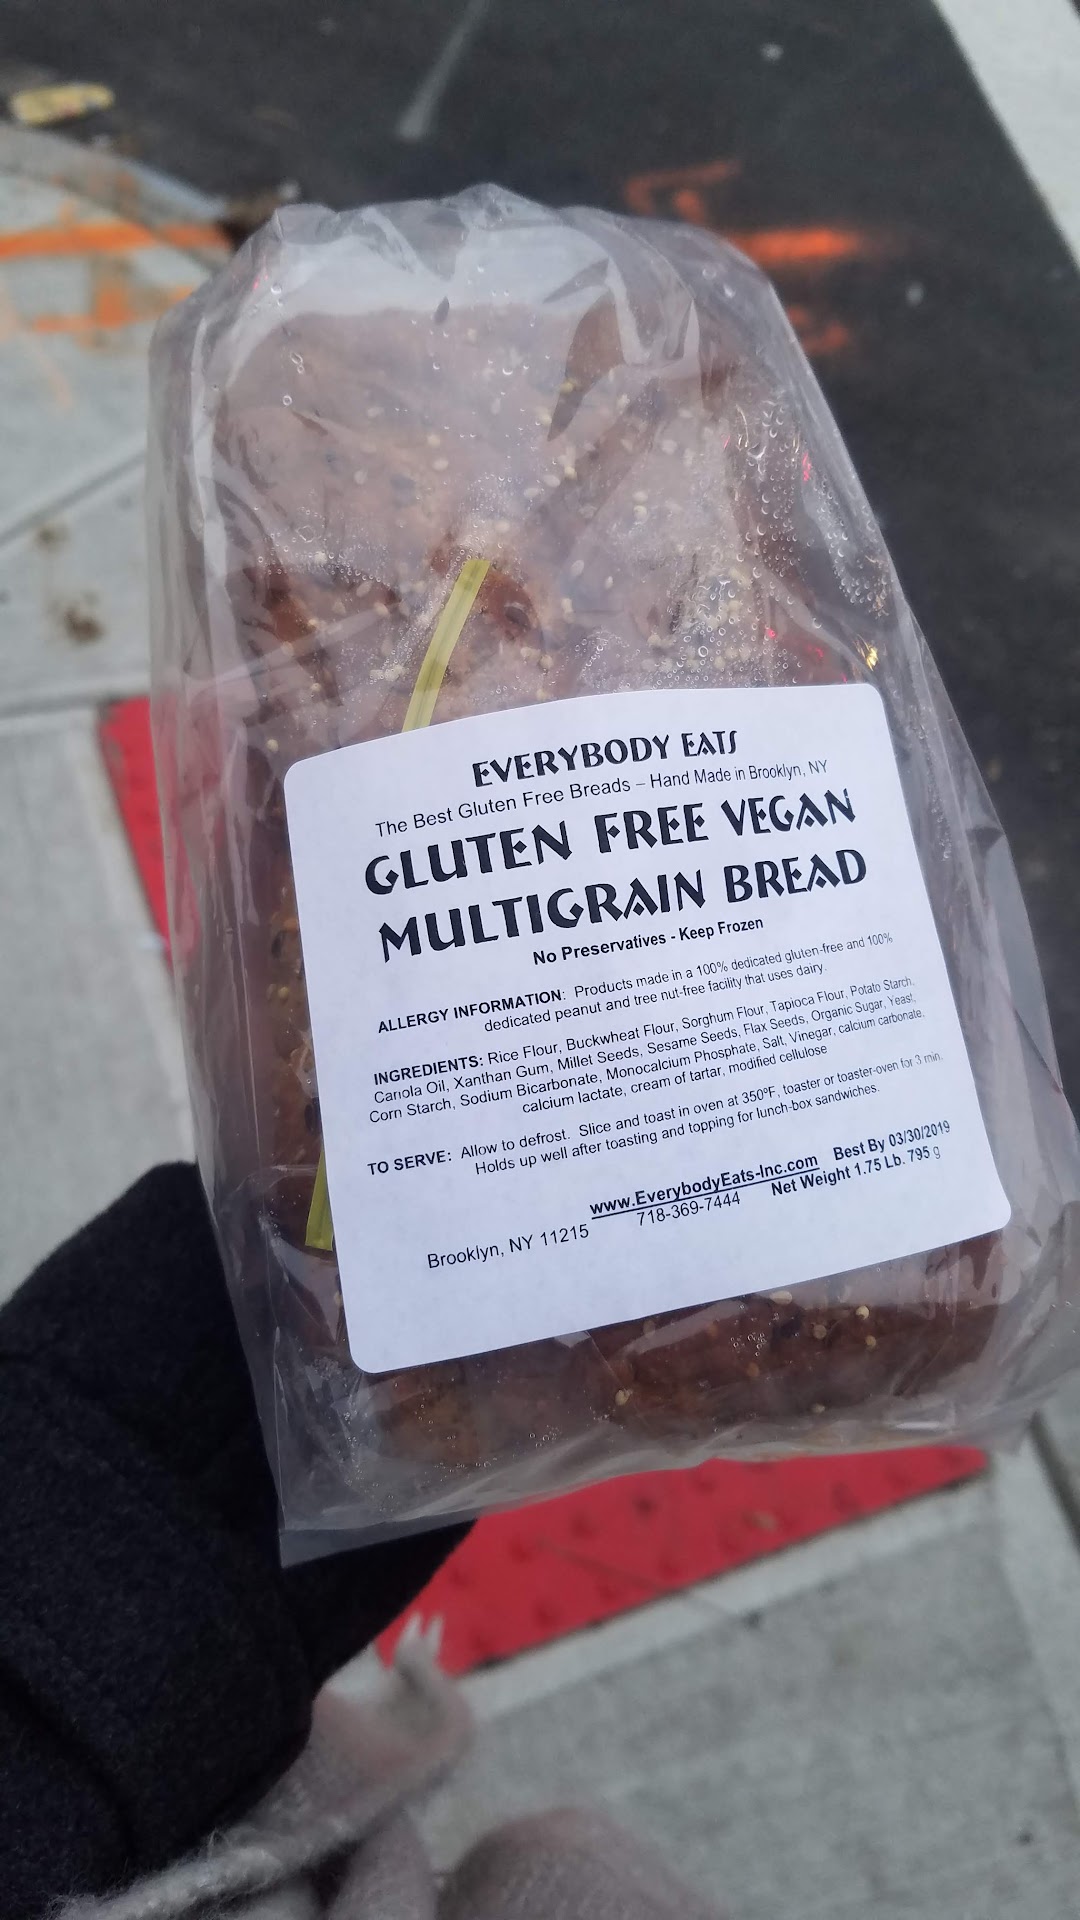 EVERYBODY EATS
The Best Gluten Free Breads – Hand Made in Brooklyn, NY
GLUTEN FREE VEGAN
MULTIGRAIN BREAD
No Preservatives - Keep Frozen
ALLERGY INFORMATION: Products made in a 100% dedicated gluten-free and 100%
dedicated peanut and tree nut-free facility that uses dairy.
INGREDIENTS: Rice Flour, Buckwheat Flour, Sorghum Flour, Tapioca Flour, Potato Starch,
Canola Oil, Xanthan Gum, Millet Seeds, Sesame Seeds, Flax Seeds, Organic Sugar, Yeast,
Corn Starch, Sodium Bicarbonate, Monocalcium Phosphate, Salt, Vinegar, calcium carbonate,
calcium lactate, cream of tartar, modified cellulose
TO SERVE: Allow to defrost. Slice and toast in oven at 350ºF, toaster or toaster-oven for 3 min.
Holds up well after toasting and topping for lunch-box sandwiches.
www.EverybodyEats-Inc.com Best By 03/30/2019
Brooklyn, NY 11215 718-369-7444 Net Weight 1.75 Lb. 795 g